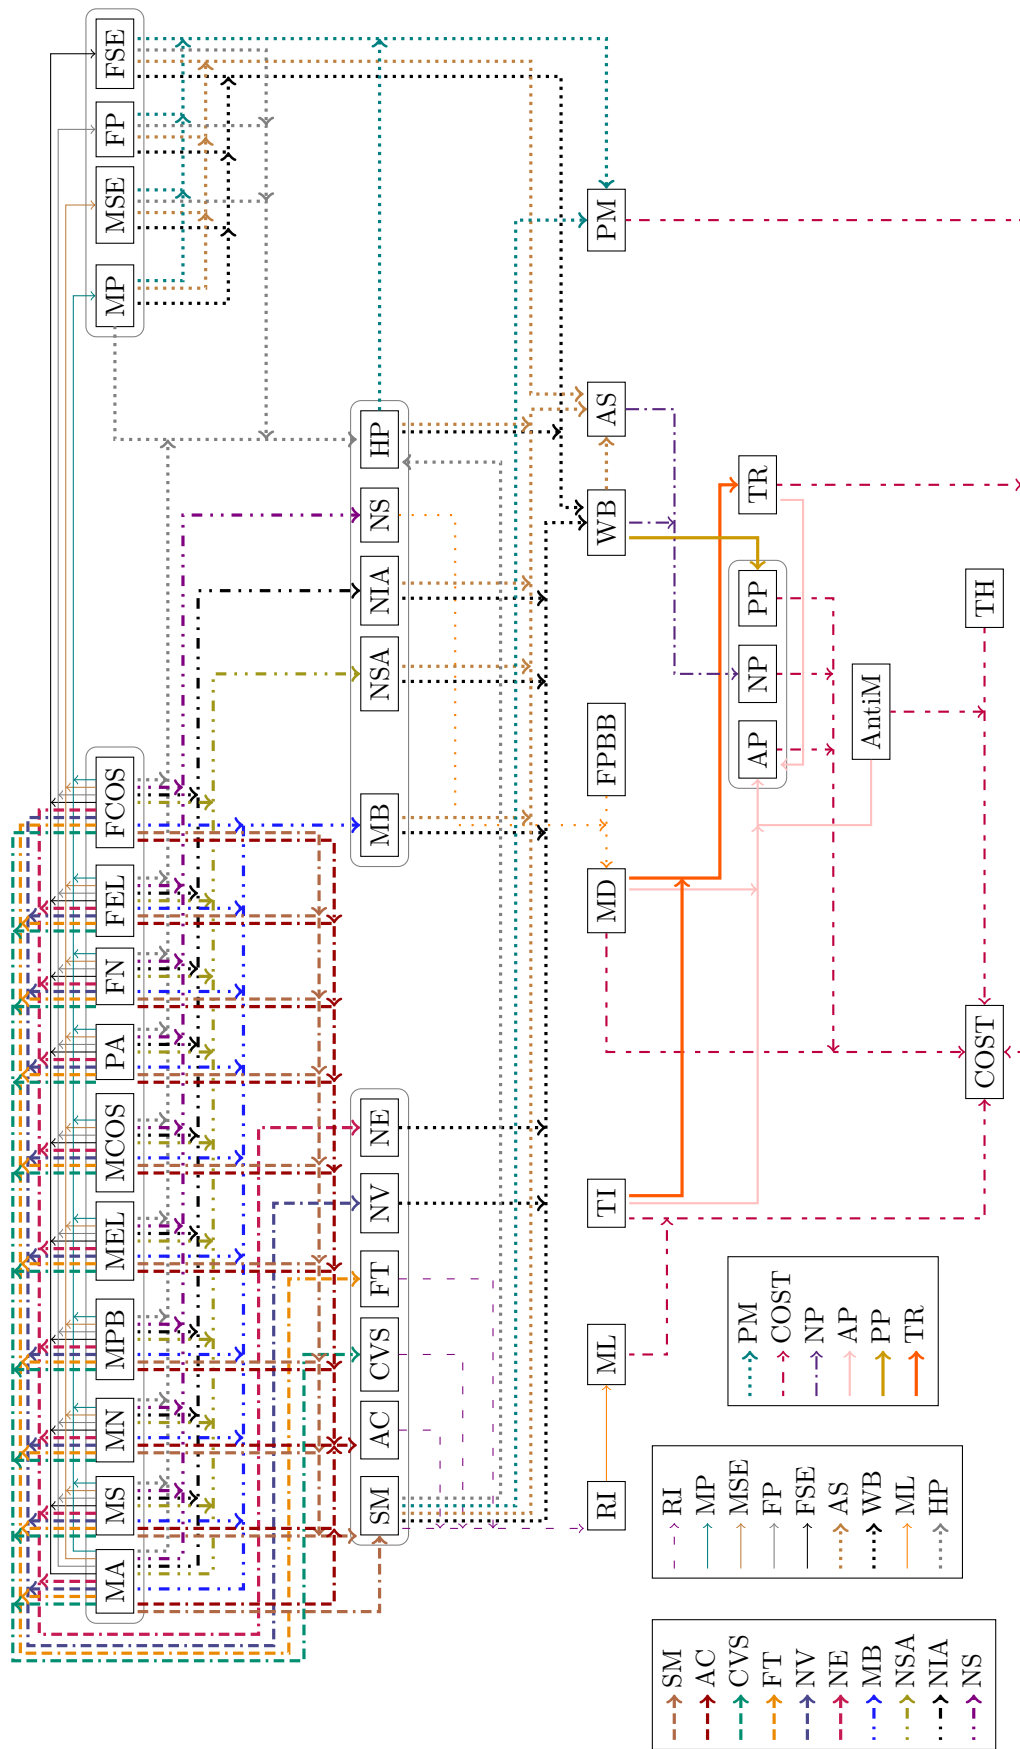 MA
MS
MN
MPB
MEL
MCOS
PA
FN
FEL
FCOS
MP
MSE
FP
FSE
SM
AC
CVS
FT
NV
NE
MB
NSA
NIA
NS
HP
RI
ML
TI
MD
FPBB
WB
AS
PM
AP
NP
PP
TR
AntiM
COST
TH
SM
AC
CVS
FT
NV
NE
MB
NSA
NIA
NS
RI
MP
MSE
FP
FSE
AS
WB
ML
HP
PM
COST
NP
AP
PP
TR